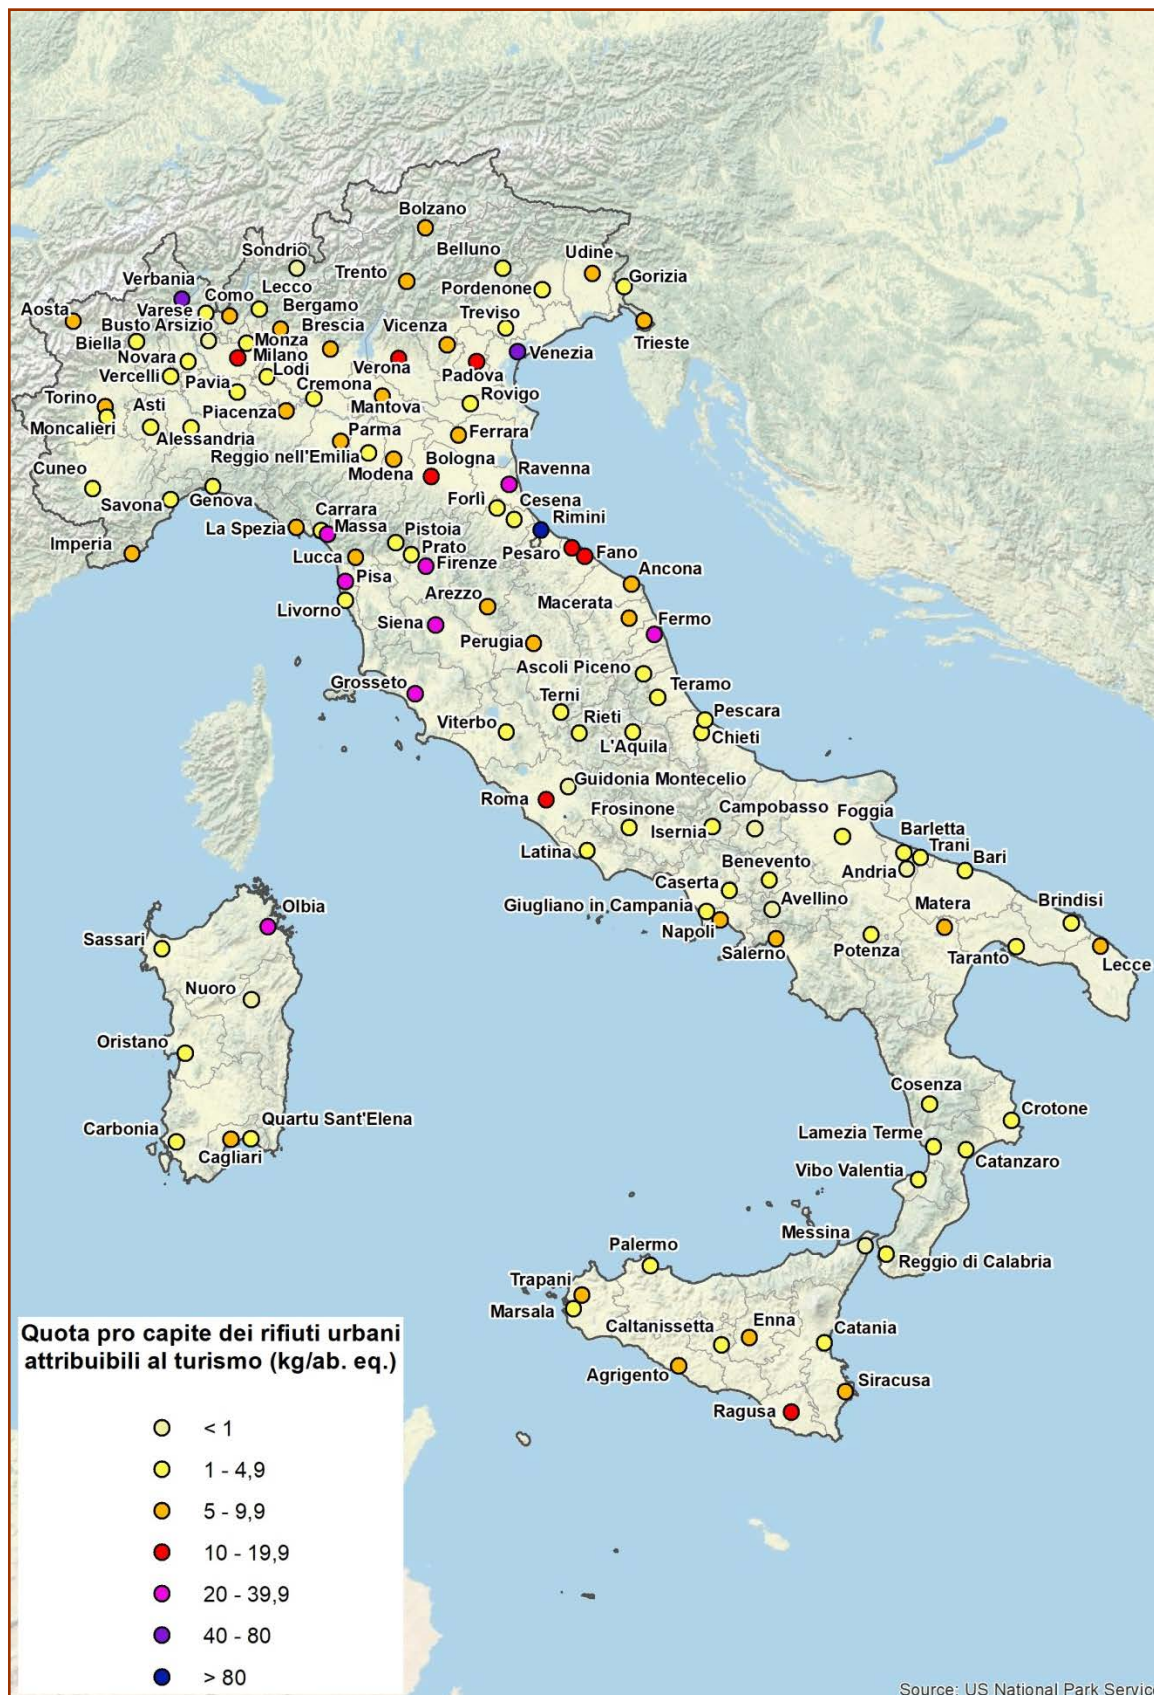 Bolzano
Sondrio
Belluno
Udine
Verbania
Trento
Gorizia
Lecco
Pordenone
Como
Aosta
Varese
Bergamo
Treviso
Busto Arsizio
Brescia
Vicenza
Trieste
Biella
Monza
Venezia
Novara
Milano
Verona
Padova
Vercelli
Lodi
Pavia
Cremona
Rovigo
Torino
Asti
Piacenza
Mantova
Moncalieri
Alessandria
Parma
Ferrara
Reggio nell'Emilia
Bologna
Cuneo
Modena
Ravenna
Savona
Genova
Forlì
Cesena
La Spezia
Carrara
Massa
Pistoia
Rimini
Imperia
Lucca
Prato
Pesaro
Fano
Firenze
Pisa
Ancona
Arezzo
Livorno
Macerata
Siena
Fermo
Perugia
Ascoli Piceno
Grosseto
Terni
Teramo
Viterbo
Rieti
Pescara
L'Aquila
Chieti
Guidonia Montecelio
Roma
Frosinone
Campobasso
Foggia
Isernia
Barletta
Trani
Latina
Benevento
Bari
Andria
Caserta
Avellino
Olbia
Giugliano in Campania
Matera
Brindisi
Napoli
Sassari
Salerno
Potenza
Taranto
Lecce
Nuoro
Oristano
Cosenza
Quartu Sant'Elena
Crotone
Carbonia
Lamezia Terme
Cagliari
Catanzaro
Vibo Valentia
Messina
Palermo
Reggio di Calabria
Trapani
Marsala
Enna
Caltanissetta
Catania
Agrigento
Siracusa
Ragusa
Quota pro capite dei rifiuti urbani
attribuibili al turismo (kg/ab. eq.)
< 1
1 - 4,9
5 - 9,9
10 - 19,9
20 - 39,9
40 - 80
> 80
Source: US National Park Service